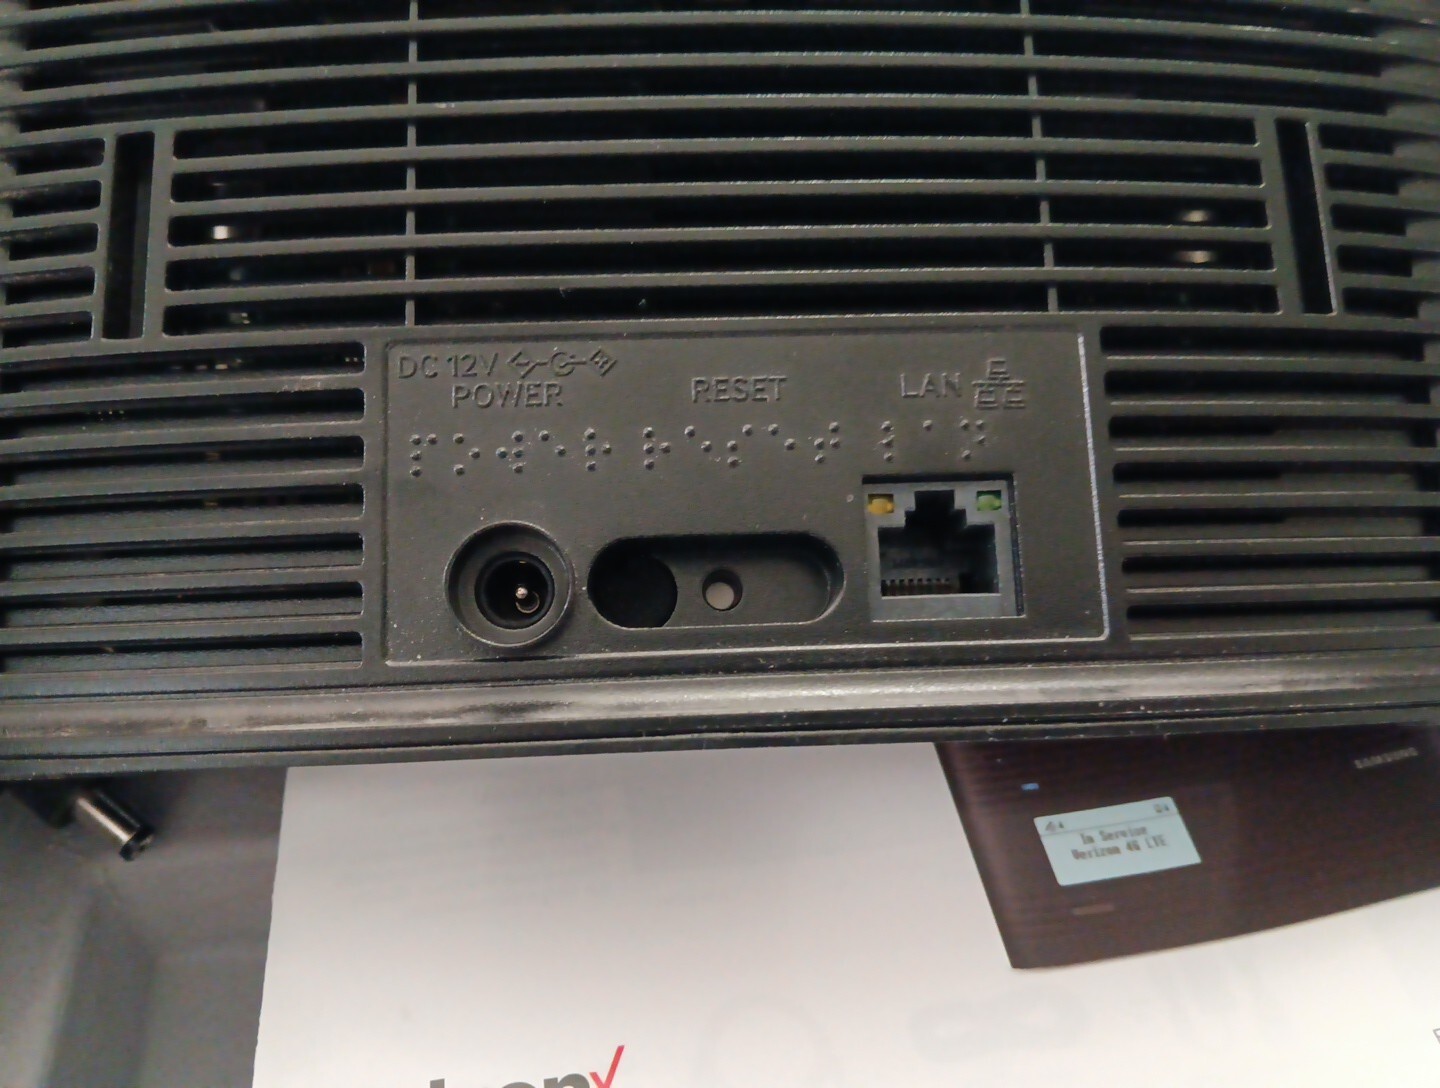 DC 12V
POWER
RESET
LAN
⠏⠕⠺⠑⠗ ⠗⠑⠎⠑⠞ ⠇⠁⠝
SAMSUNG
In Service
Verizon 4G LTE